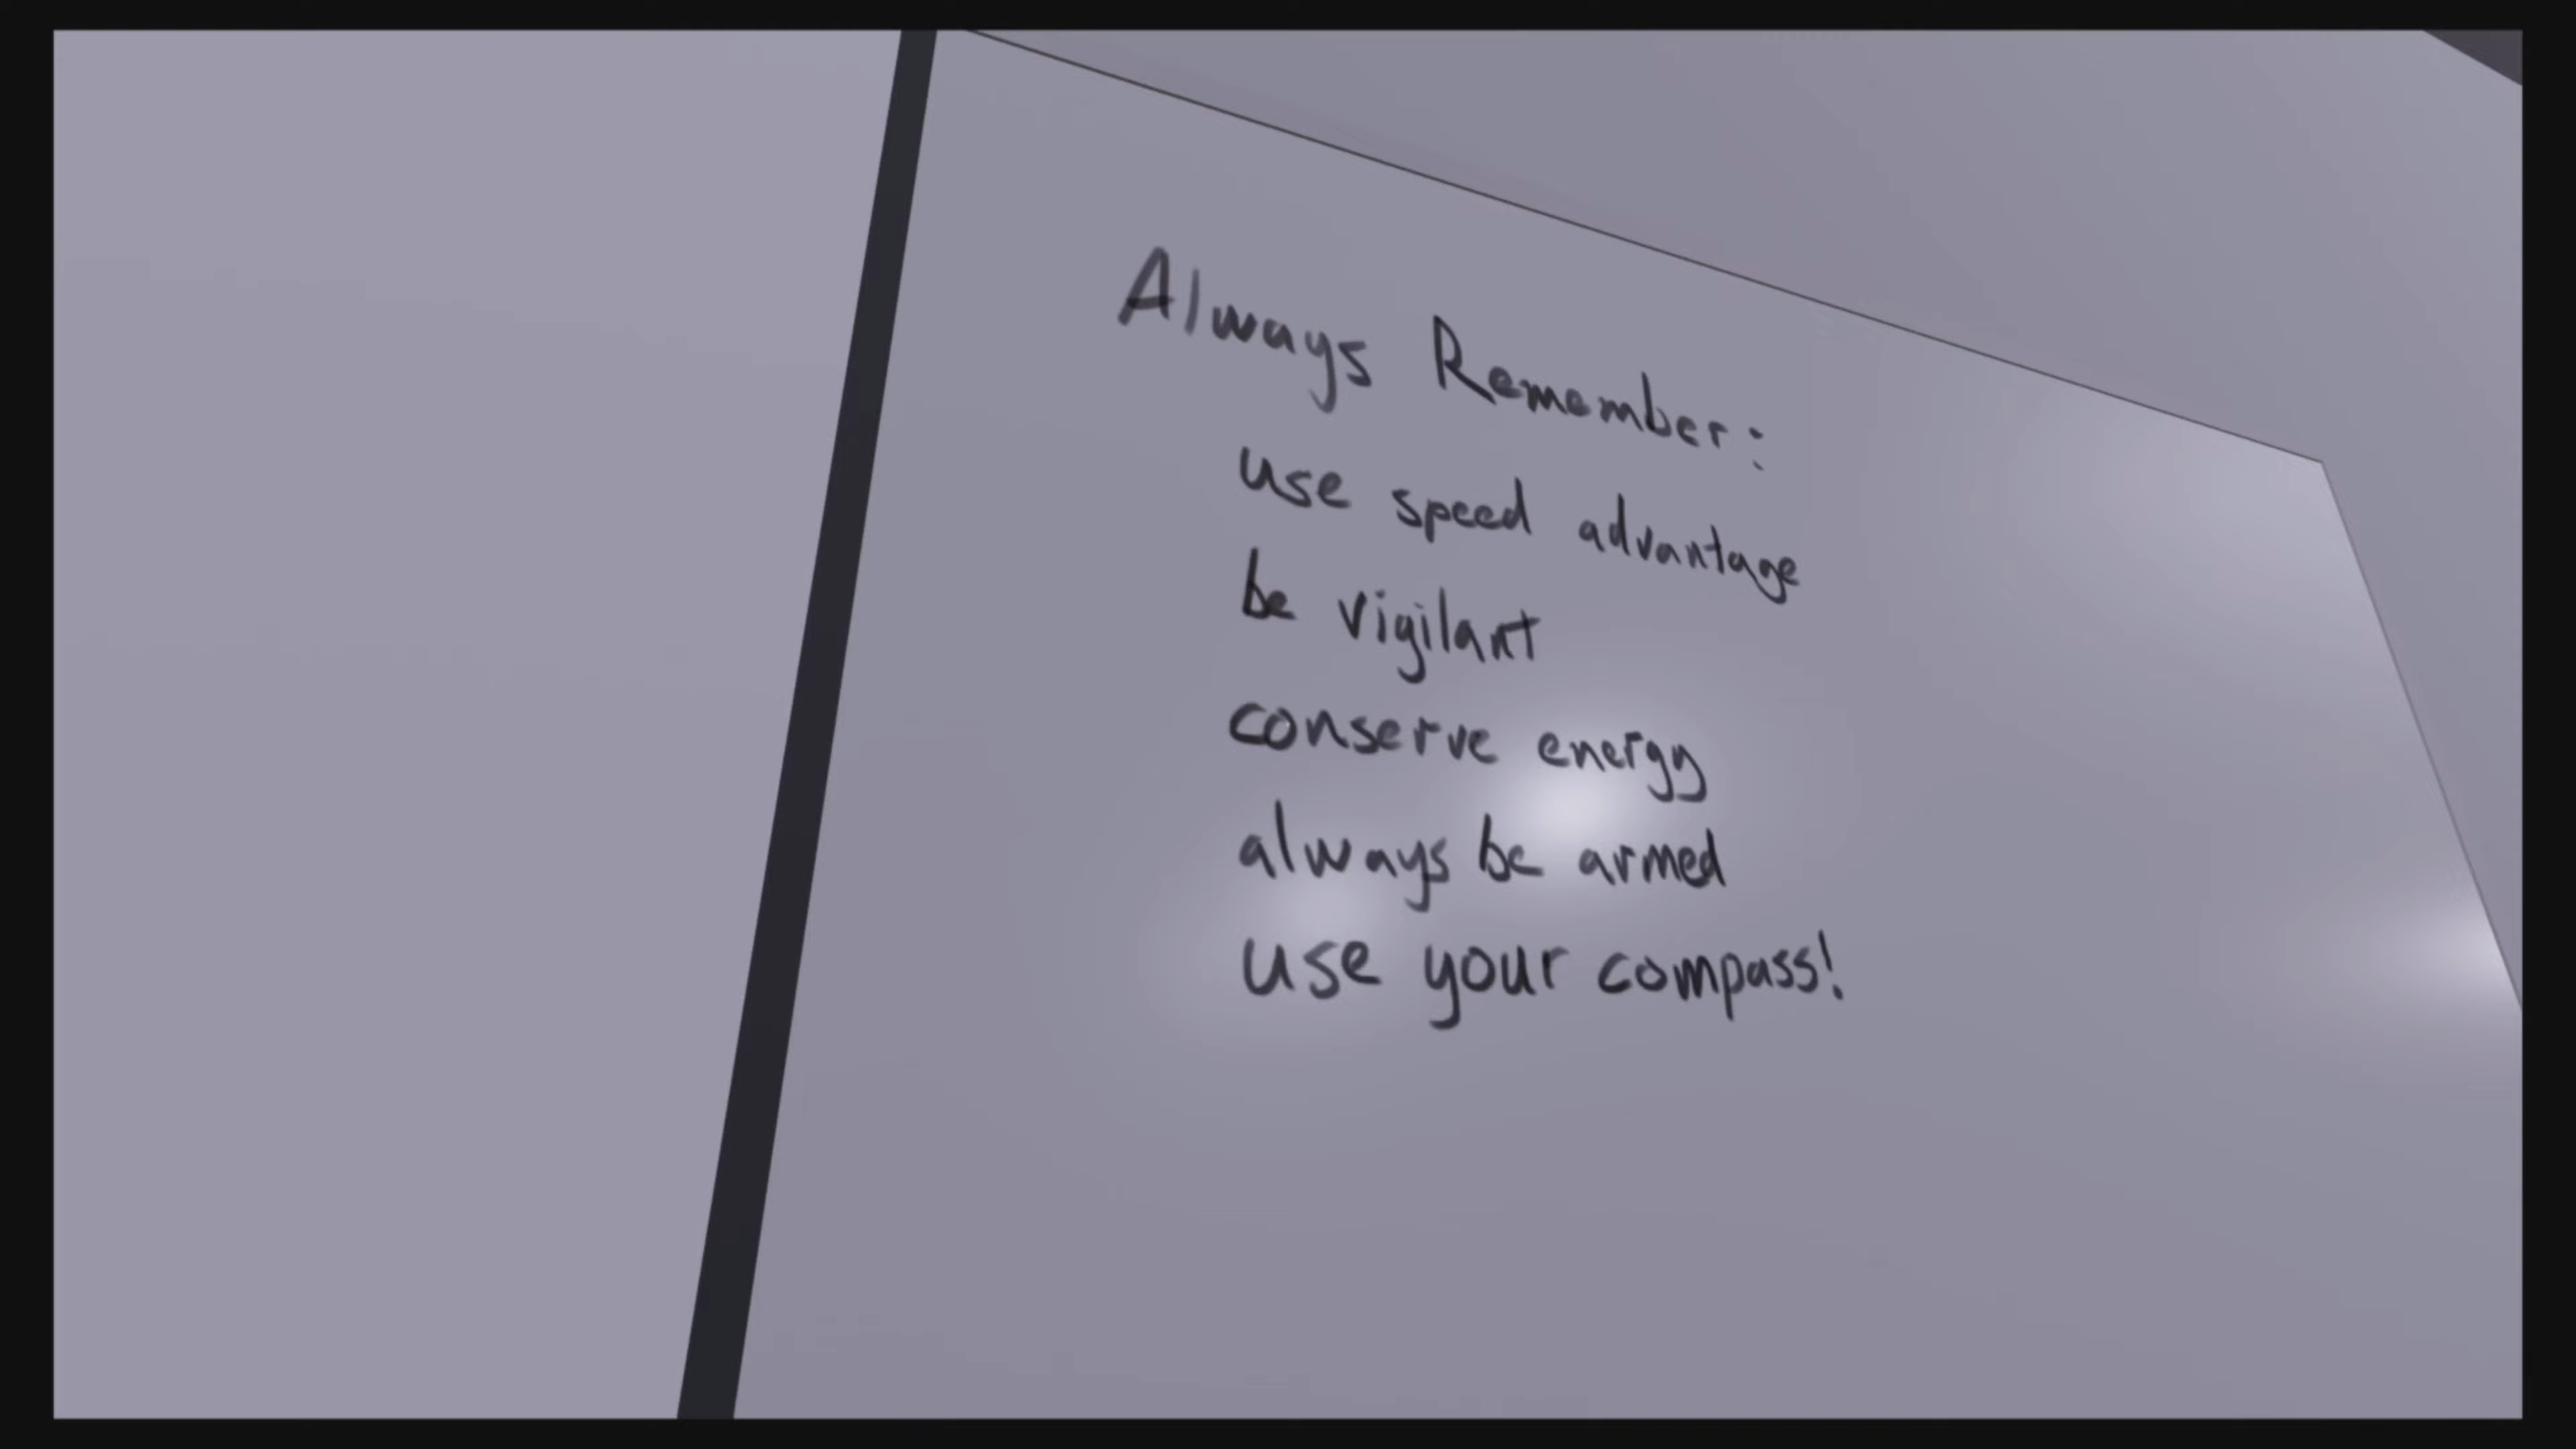 Always Remember:
use speed advantage
be vigilant
conserve energy
always be armed
use your compass!